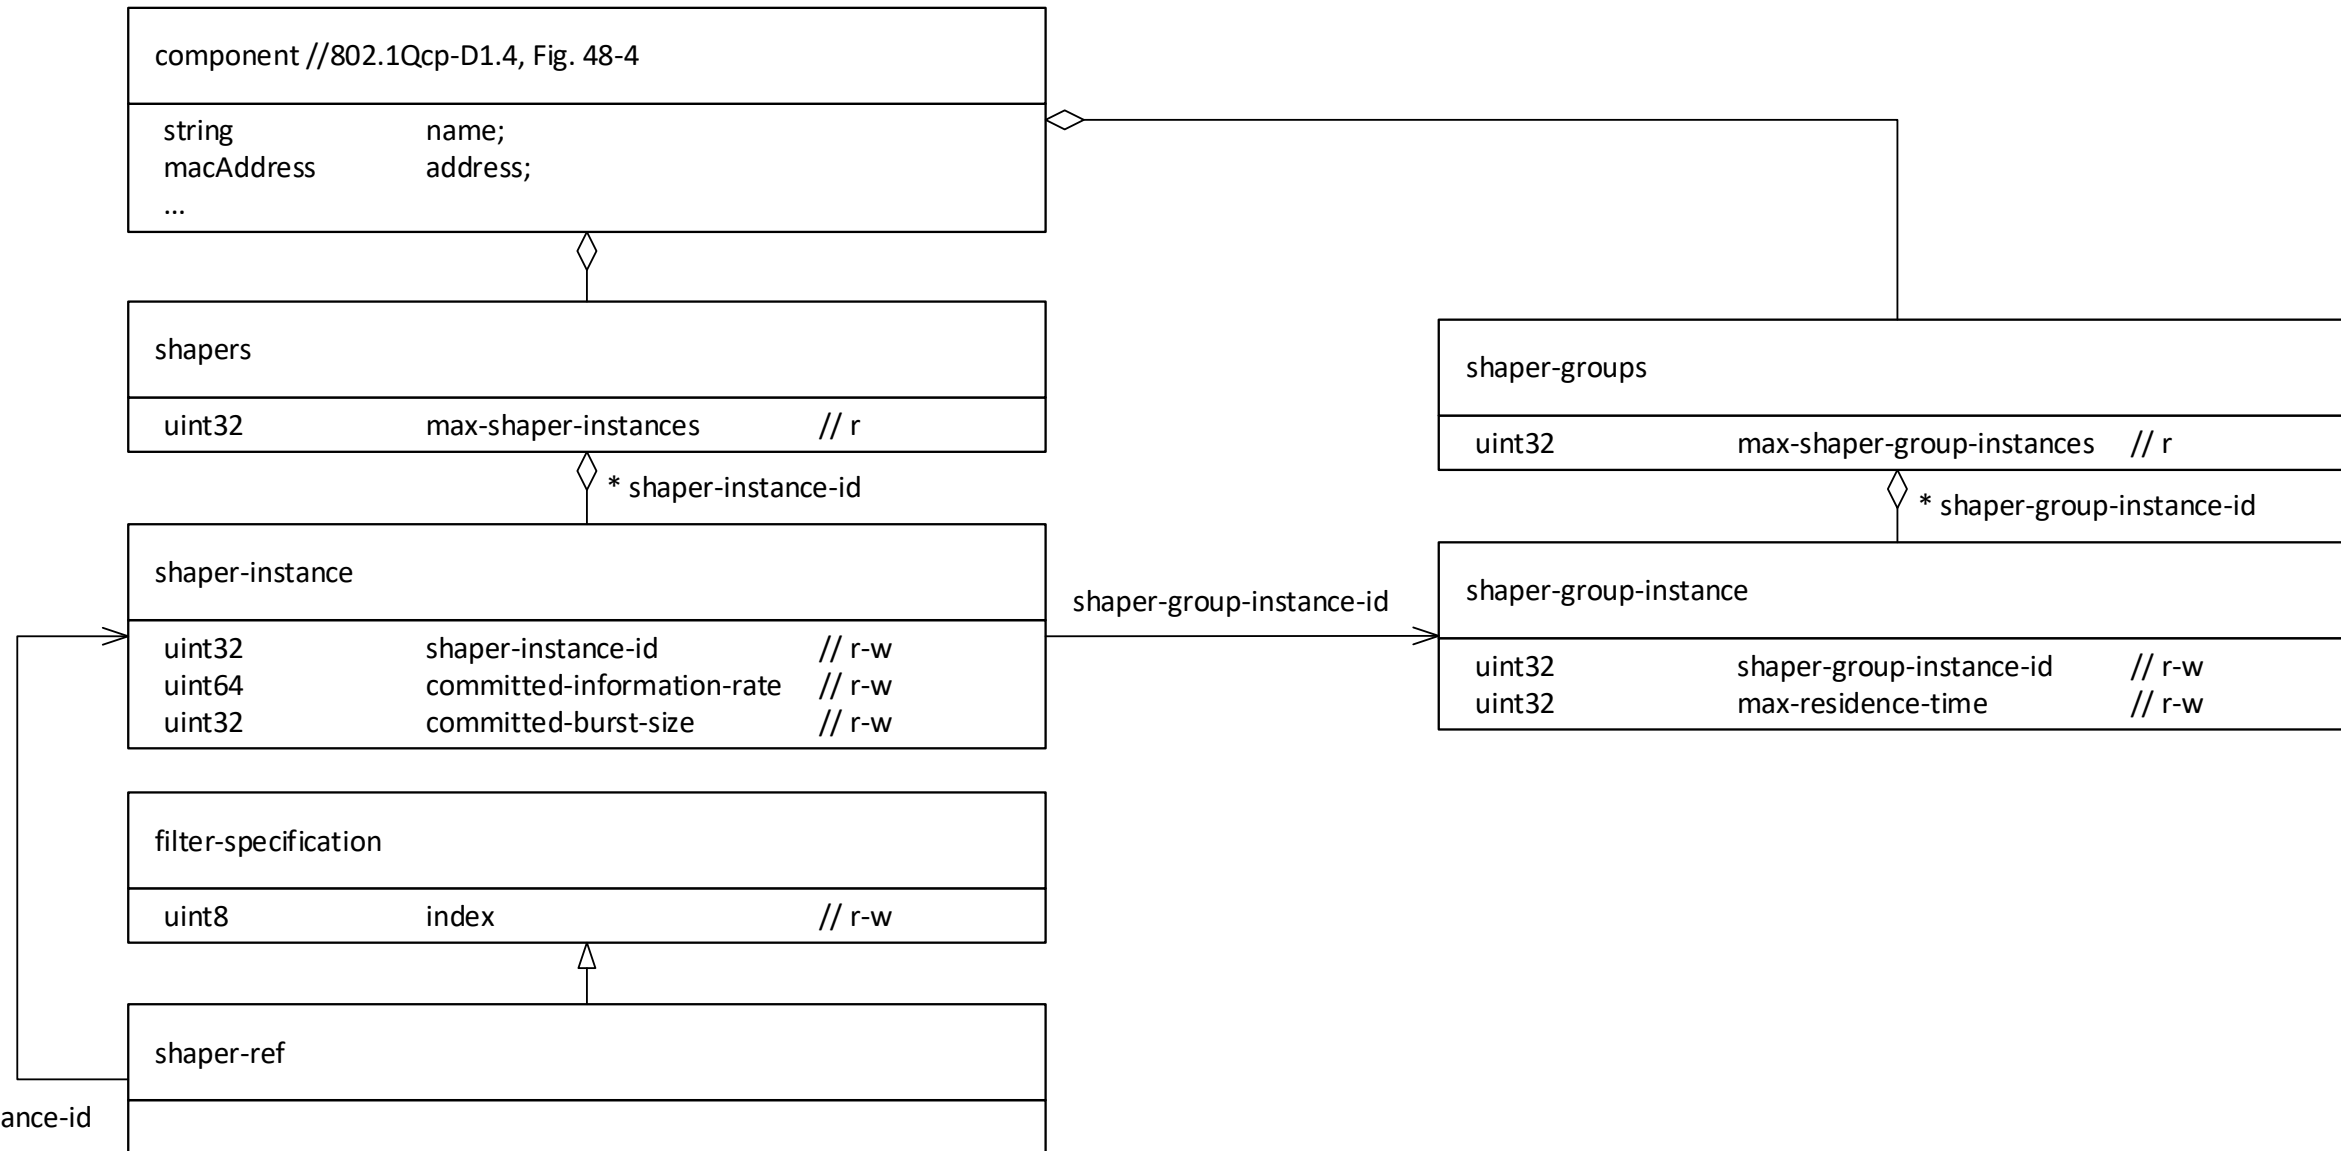 component //802.1Qcp-D1.4, Fig. 48-4
string name;
macAddress address;
...
shapers
uint32 max-shaper-instances // r
* shaper-instance-id
shaper-groups
uint32 max-shaper-group-instances // r
* shaper-group-instance-id
shaper-instance
uint32 shaper-instance-id // r-w
uint64 committed-information-rate // r-w
uint32 committed-burst-size // r-w
shaper-group-instance-id
shaper-group-instance
uint32 shaper-group-instance-id // r-w
uint32 max-residence-time // r-w
filter-specification
uint8 index // r-w
shaper-ref
ance-id